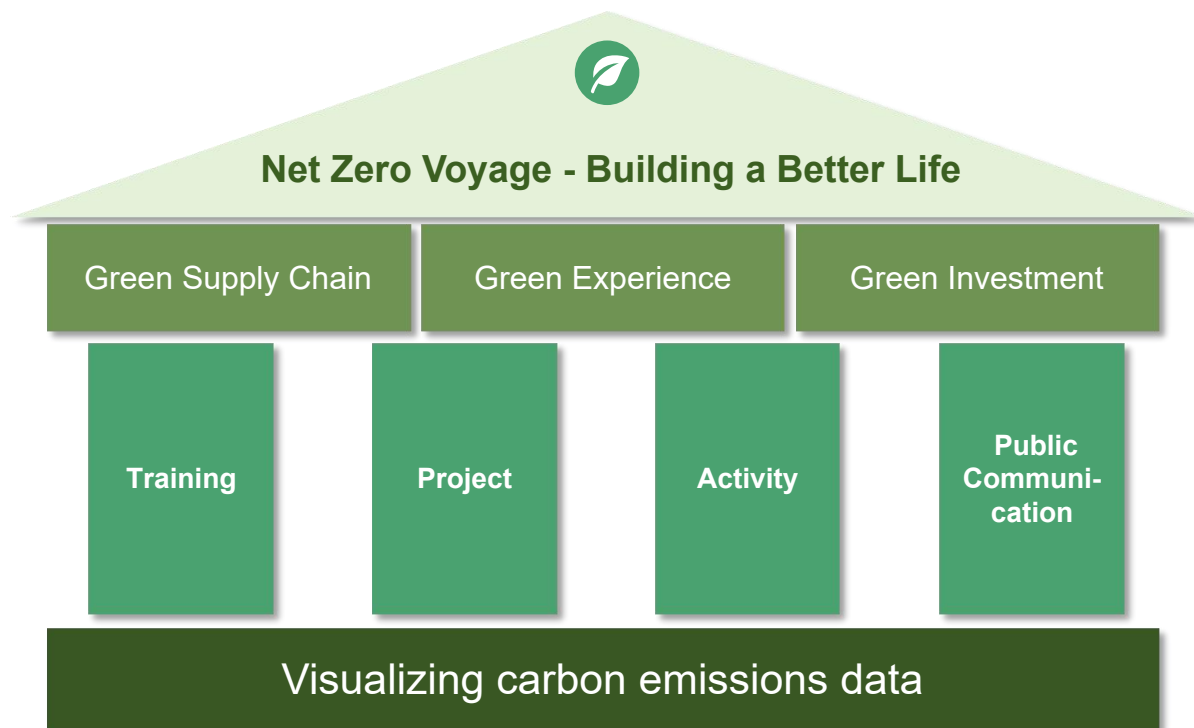 Net Zero Voyage - Building a Better Life
Green Supply Chain
Green Experience
Green Investment
Training
Project
Activity
Public
Communi-
cation
Visualizing carbon emissions data